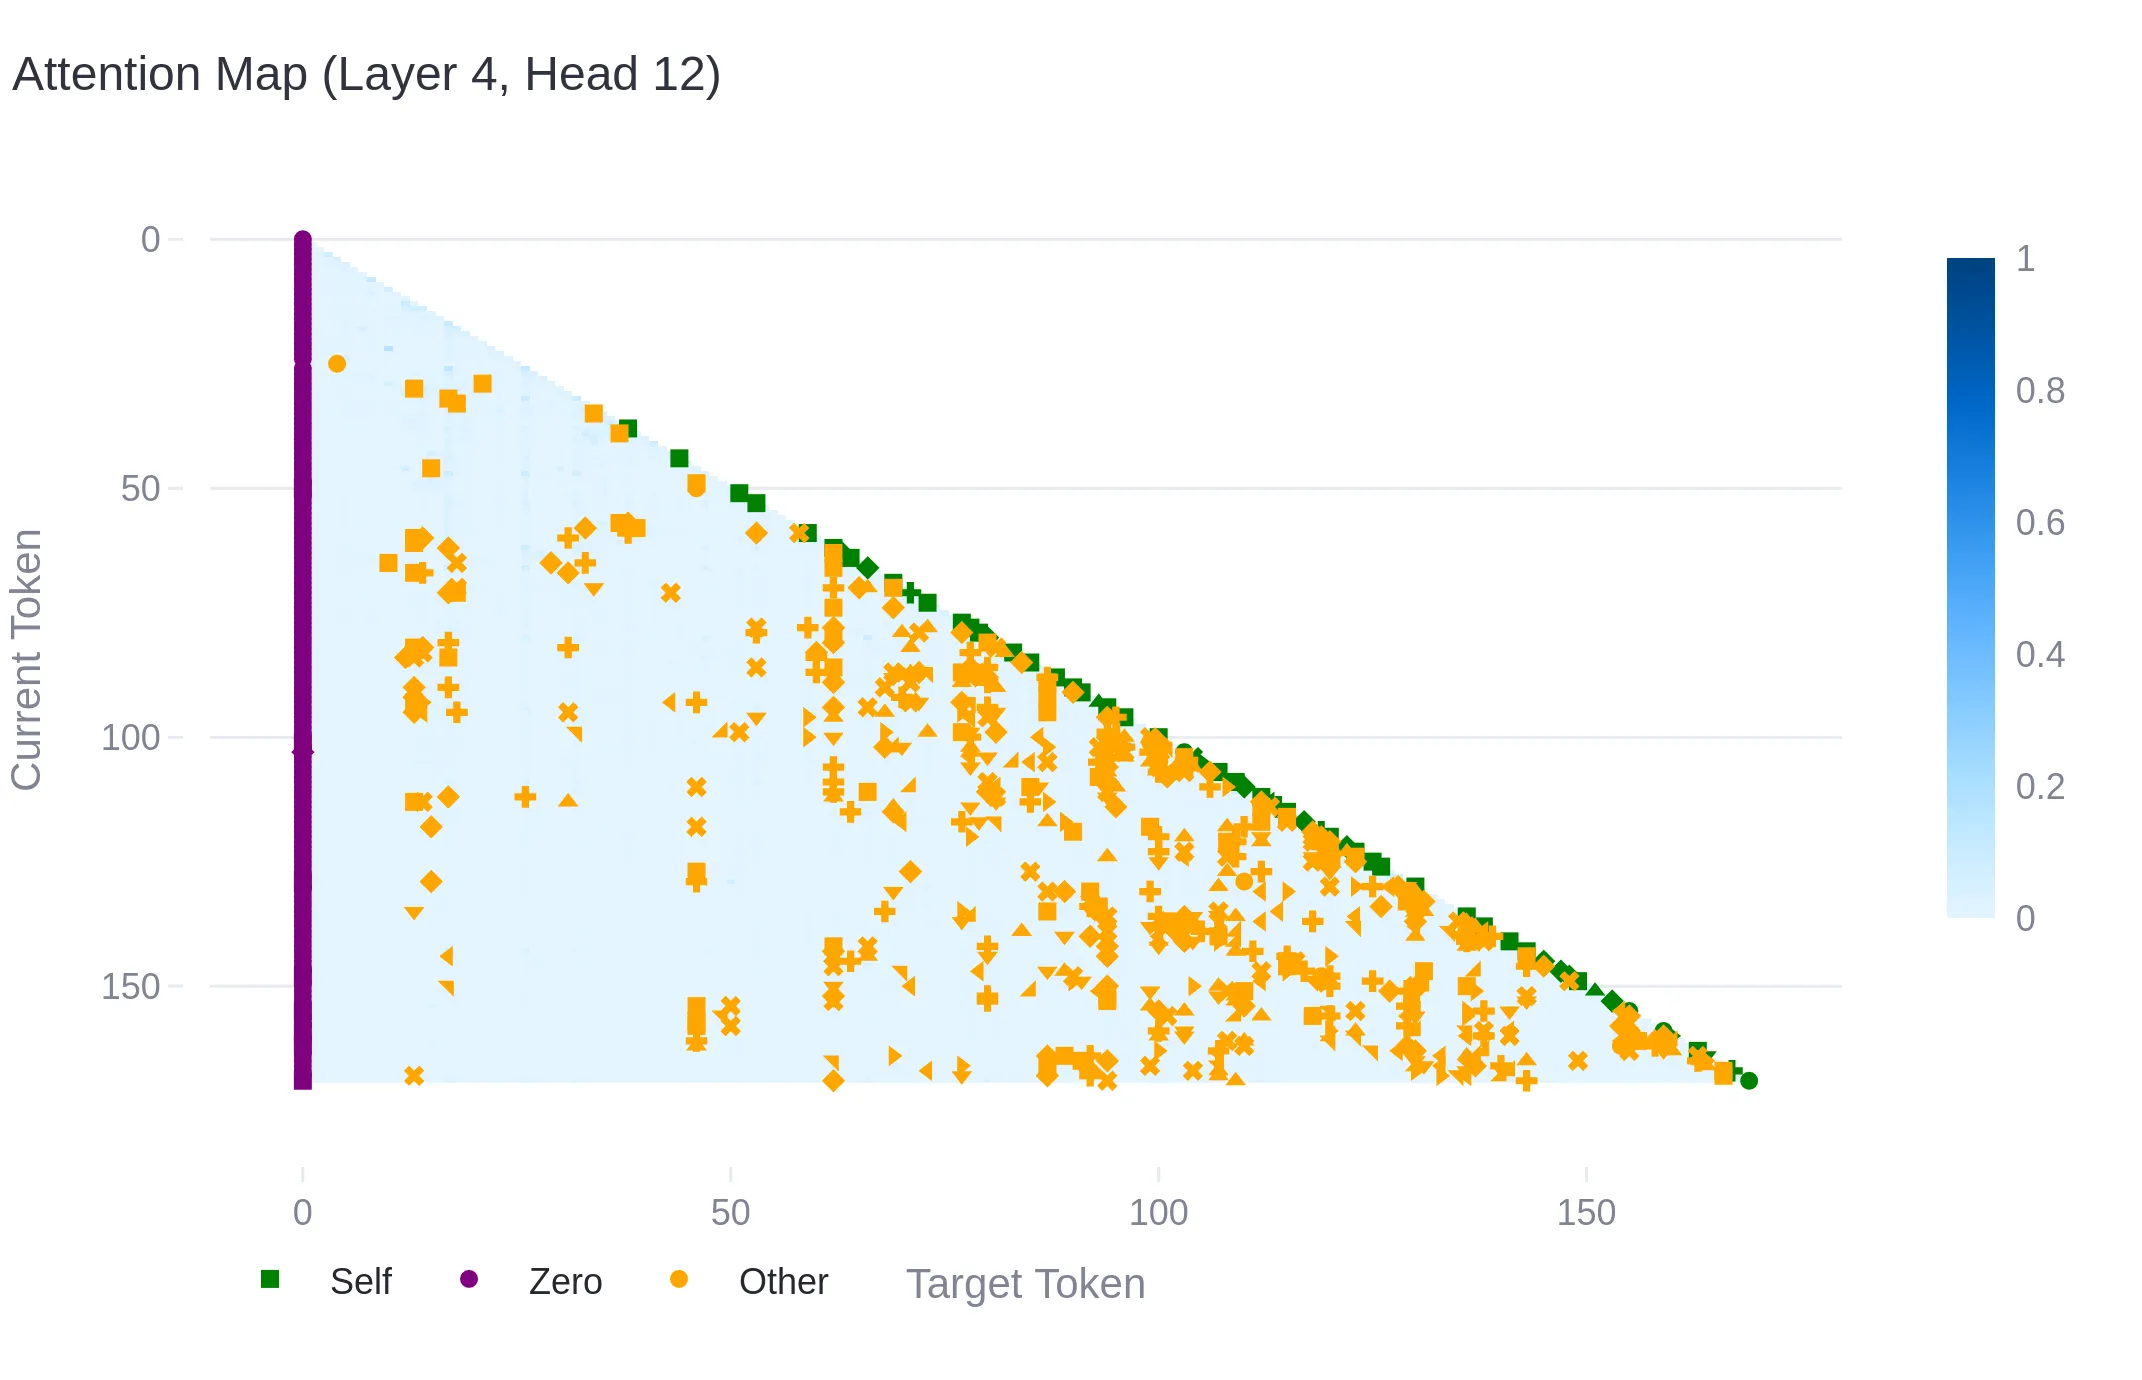 Attention Map (Layer 4, Head 12)
0
50
100
150
Current Token
1
0.8
0.6
0.4
0.2
0
0 50 100 150
Self Zero Other Target Token